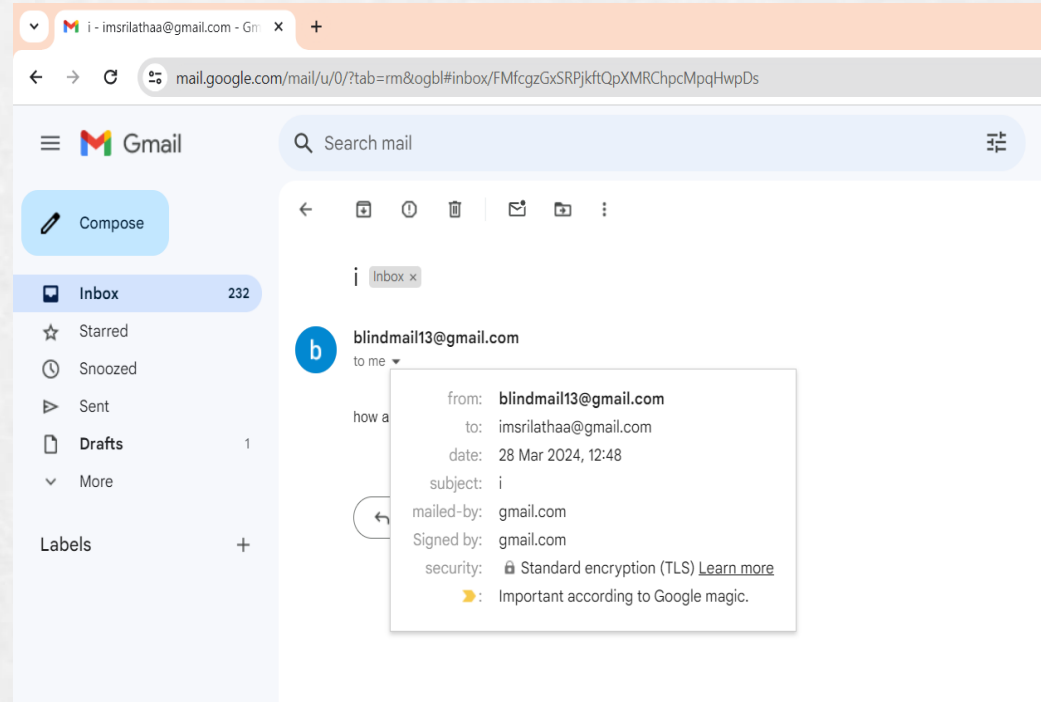 i - imsrilathaa@gmail.com - Gm
mail.google.com/mail/u/0/?tab=rm&ogbl#inbox/FMfcgzGxSRPjkftQpXMRChpcMpqHwpDs
Gmail
Search mail
Compose
Inbox 232
Starred
Snoozed
Sent
Drafts 1
More
Labels
i Inbox ×
b
blindmail13@gmail.com
to me
how a
from: blindmail13@gmail.com
to: imsrilathaa@gmail.com
date: 28 Mar 2024, 12:48
subject: i
mailed-by: gmail.com
Signed by: gmail.com
security: Standard encryption (TLS) Learn more
: Important according to Google magic.